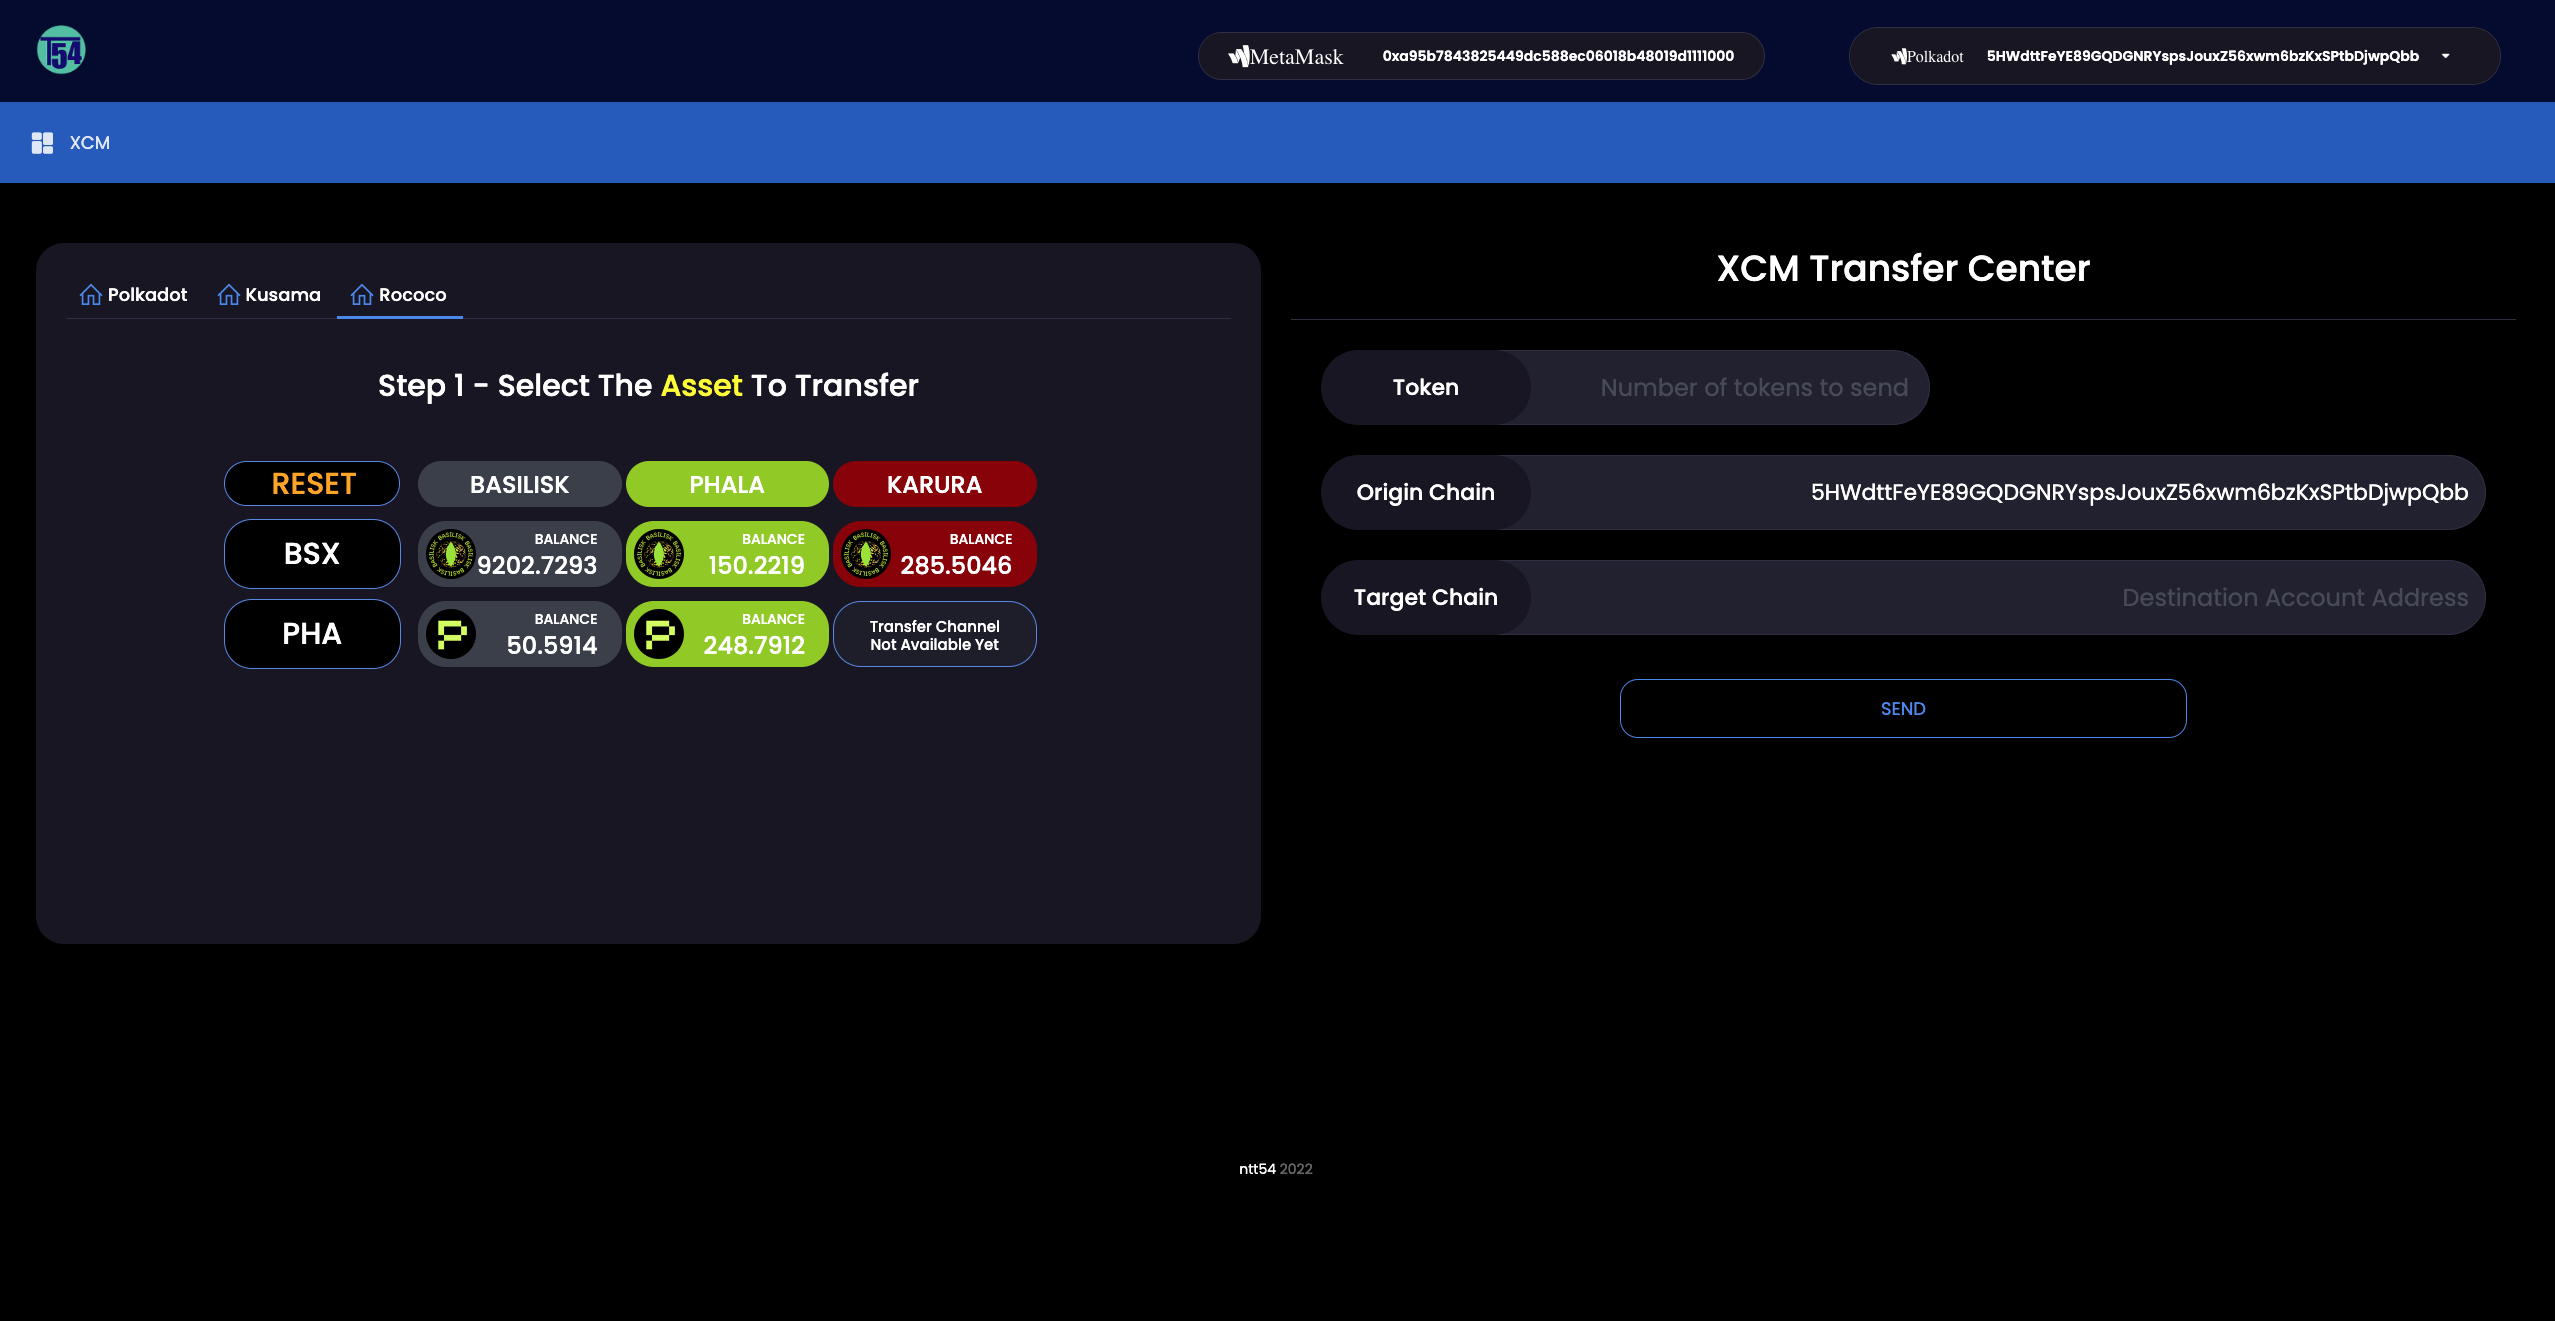 T54
MetaMask 0xa95b7843825449dc588ec06018b48019d1111000
Polkadot 5HWdttFeYE89GQDGNRYspsJouxZ56xwm6bzKxSPtbDjwpQbb
XCM
Polkadot Kusama Rococo
Step 1 - Select The Asset To Transfer
RESET BASILISK PHALA KARURA
BSX
BALANCE
9202.7293
BALANCE
150.2219
BALANCE
285.5046
PHA
BALANCE
50.5914
BALANCE
248.7912
Transfer Channel
Not Available Yet
XCM Transfer Center
Token Number of tokens to send
Origin Chain 5HWdttFeYE89GQDGNRYspsJouxZ56xwm6bzKxSPtbDjwpQbb
Target Chain Destination Account Address
SEND
ntt54 2022